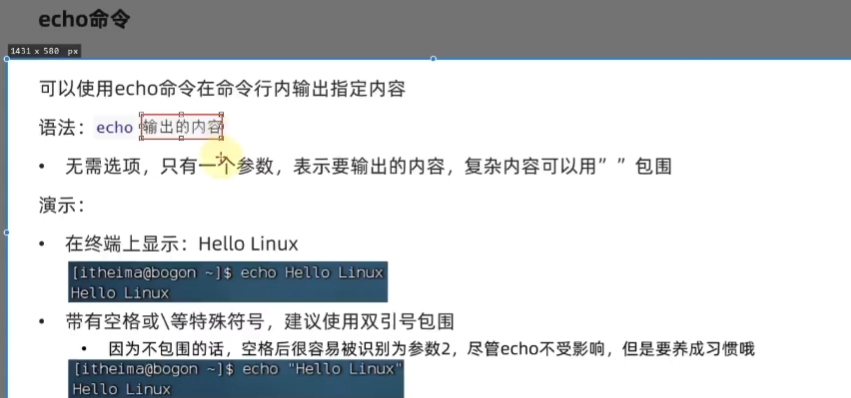 echo命令
1431 x 580 px
可以使用echo命令在命令行内输出指定内容
语法：echo 输出的内容
• 无需选项，只有一个参数，表示要输出的内容，复杂内容可以用””包围
演示：
• 在终端上显示：Hello Linux
[itheima@bogon ~]$ echo Hello Linux
Hello Linux
• 带有空格或\等特殊符号，建议使用双引号包围
• 因为不包围的话，空格后很容易被识别为参数2，尽管echo不受影响，但是要养成习惯哦
[itheima@bogon ~]$ echo "Hello Linux"
Hello Linux